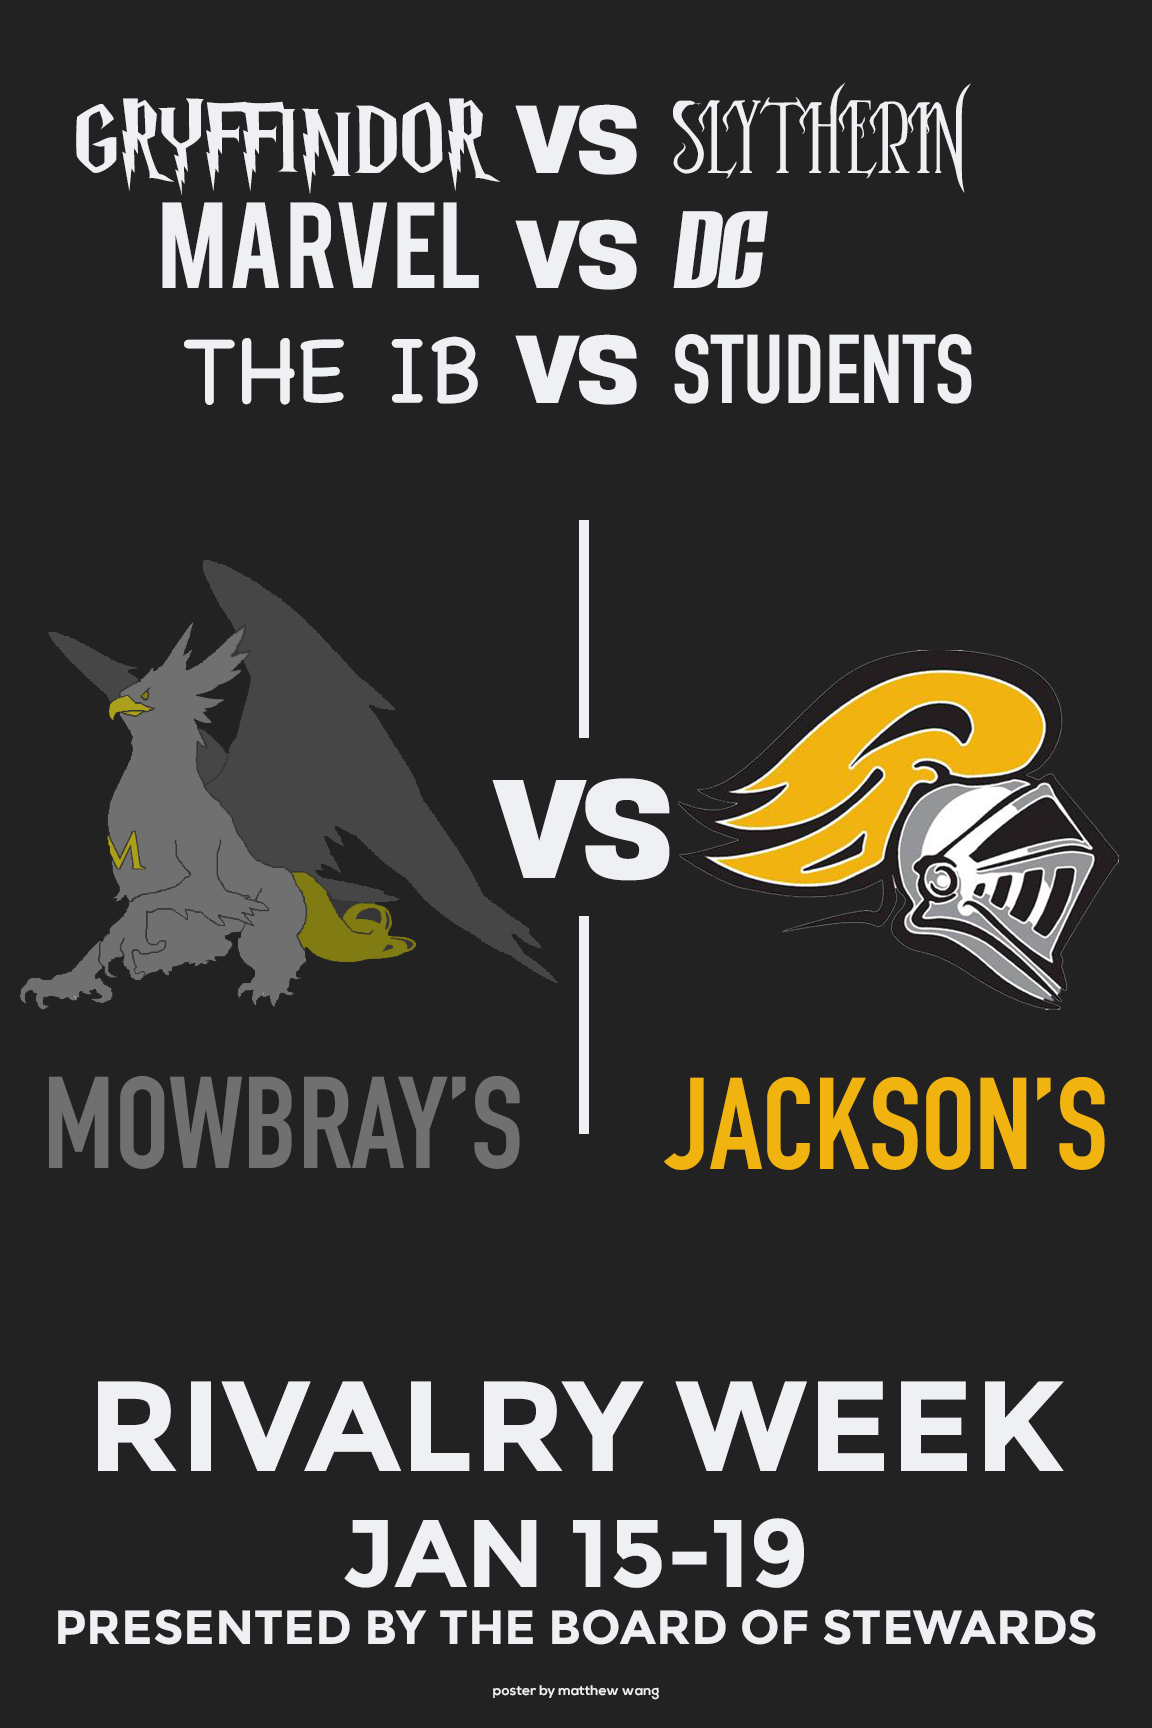 GRYFFINDOR VS SLYTHERIN
MARVEL VS DC
THE IB VS STUDENTS
M
VS
MOWBRAY'S
JACKSON'S
RIVALRY WEEK
JAN 15-19
PRESENTED BY THE BOARD OF STEWARDS
poster by matthew wang